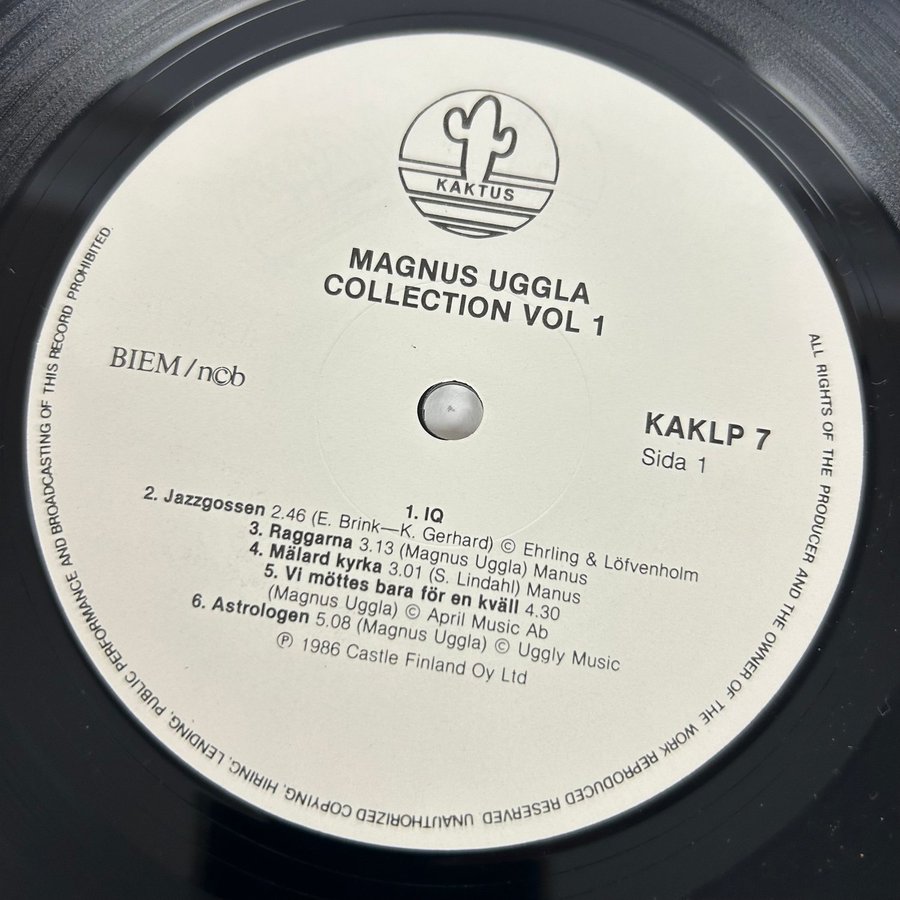 KAKTUS
MAGNUS UGGLA
COLLECTION VOL 1
BIEM/n©b
KAKLP 7
Sida 1
1. IQ
2. Jazzgossen 2.46 (E. Brink—K. Gerhard) © Ehrling & Löfvenholm
3. Raggarna 3.13 (Magnus Uggla) Manus
4. Mälard kyrka 3.01 (S. Lindahl) Manus
5. Vi möttes bara för en kväll 4.30
(Magnus Uggla) © April Music Ab
6. Astrologen 5.08 (Magnus Uggla) © Uggly Music
℗ 1986 Castle Finland Oy Ltd
ALL RIGHTS OF THE PRODUCER AND THE OWNER OF THE WORK REPRODUCED RESERVED UNAUTHORIZED COPYING, HIRING, LENDING, PUBLIC PERFORMANCE AND BROADCASTING OF THIS RECORD PROHIBITED.